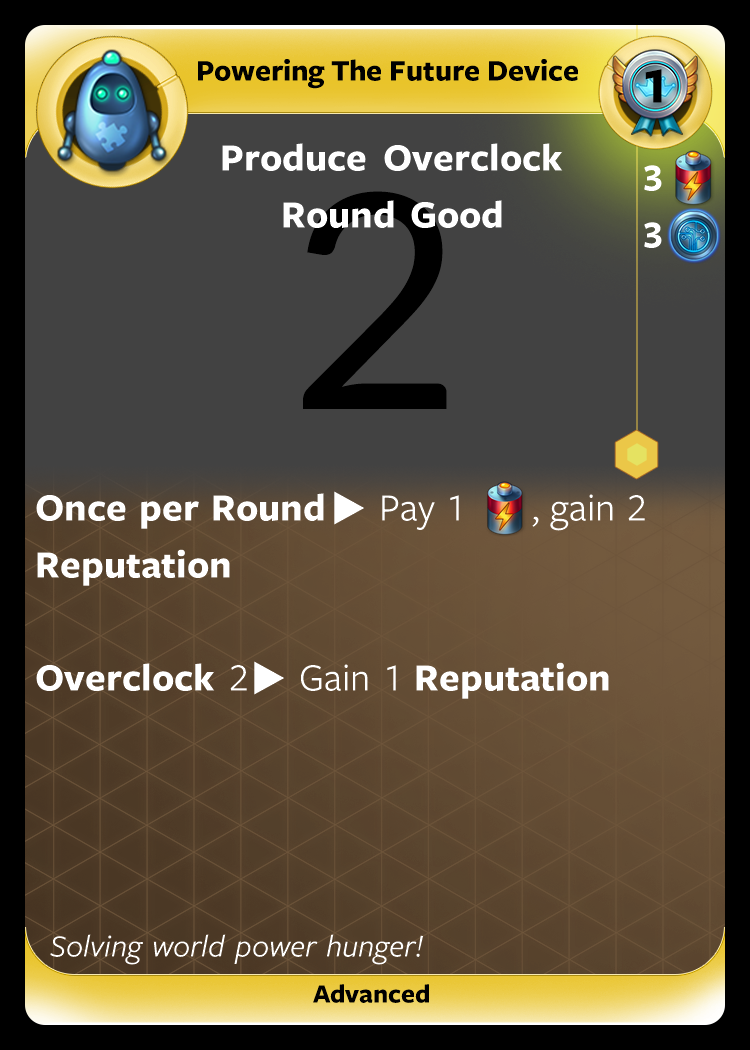 Powering The Future Device
1
Produce Overclock
Round Good
3
3
2
Once per Round▶ Pay 1 , gain 2
Reputation
Overclock 2▶ Gain 1 Reputation
Solving world power hunger!
Advanced